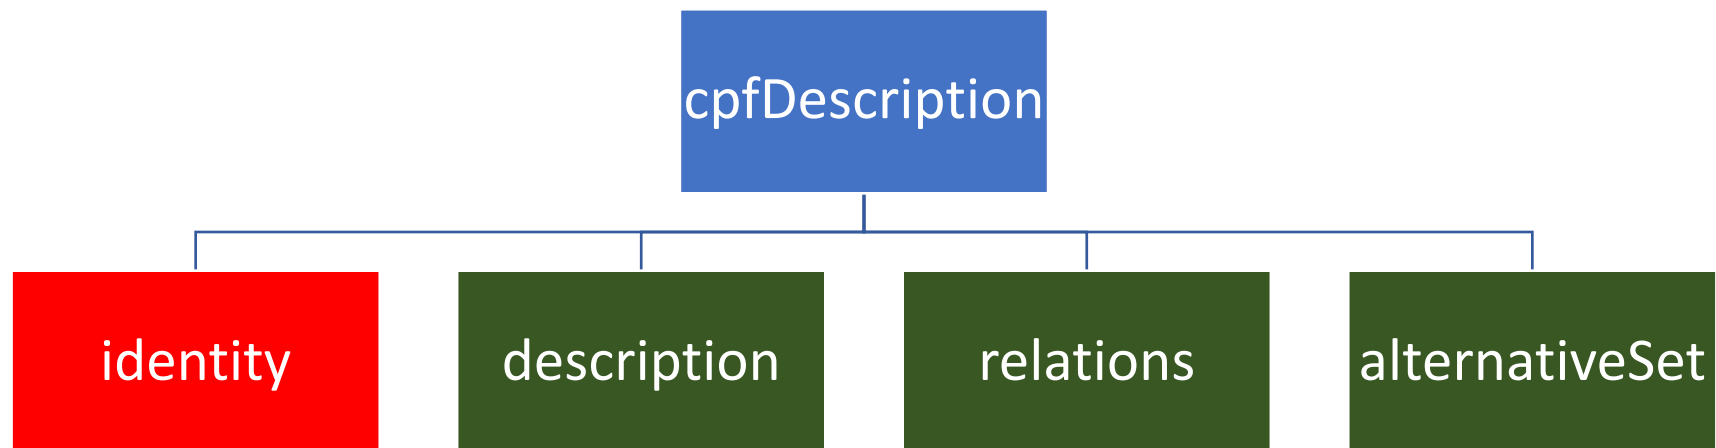 cpfDescription
identity
description
relations
alternativeSet